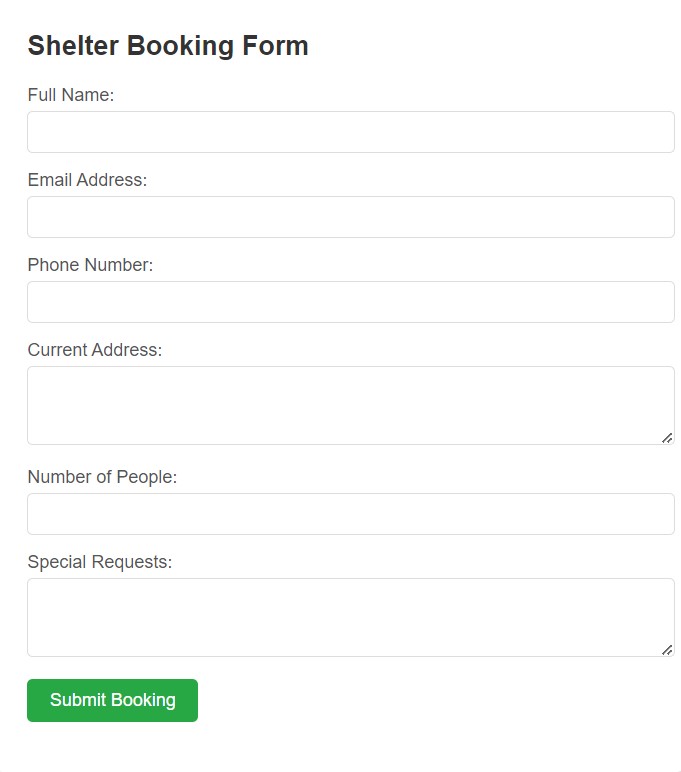 Shelter Booking Form
Full Name:
Email Address:
Phone Number:
Current Address:
Number of People:
Special Requests:
Submit Booking